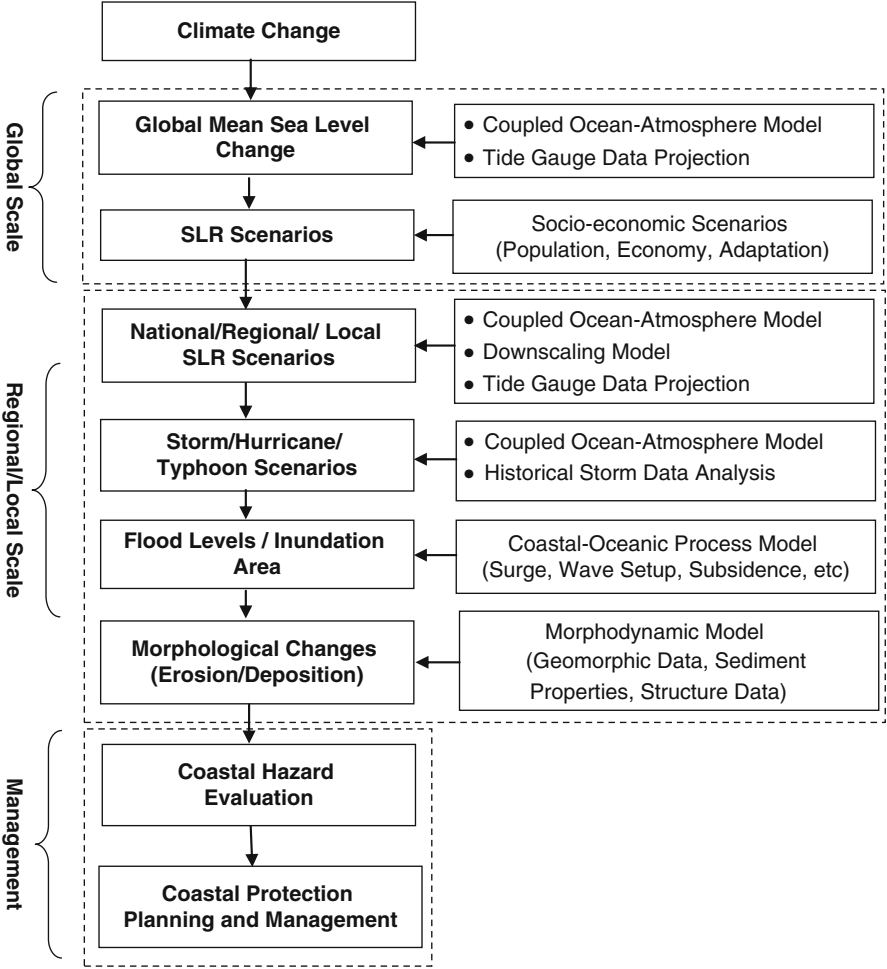 Climate Change
Global Scale
Global Mean Sea Level
Change
• Coupled Ocean-Atmosphere Model
• Tide Gauge Data Projection
SLR Scenarios
Socio-economic Scenarios
(Population, Economy, Adaptation)
Regional/Local Scale
National/Regional/ Local
SLR Scenarios
• Coupled Ocean-Atmosphere Model
• Downscaling Model
• Tide Gauge Data Projection
Storm/Hurricane/
Typhoon Scenarios
• Coupled Ocean-Atmosphere Model
• Historical Storm Data Analysis
Flood Levels / Inundation
Area
Coastal-Oceanic Process Model
(Surge, Wave Setup, Subsidence, etc)
Morphological Changes
(Erosion/Deposition)
Morphodynamic Model
(Geomorphic Data, Sediment
Properties, Structure Data)
Management
Coastal Hazard
Evaluation
Coastal Protection
Planning and Management